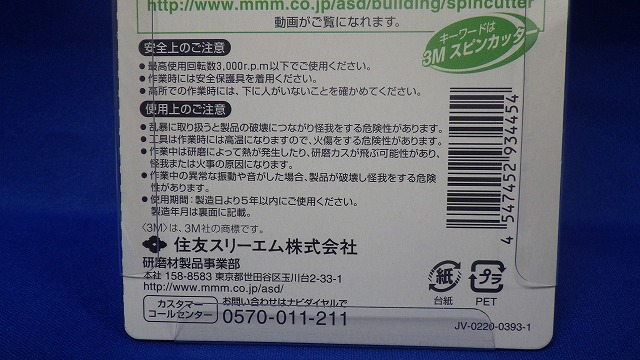 http://www.mmm.co.jp/asd/building/spincutter
動画がご覧になれます。
キーワードは
3M スピンカッター
安全上のご注意
●最高使用回転数3,000r.p.m以下でご使用ください。
●作業時には安全保護具を着用ください。
●高所での作業時には、下に人がいないことを確かめてください。
使用上のご注意
●乱暴に取り扱うと製品の破壊につながり怪我をする危険性があります。
●工具は作業時には高温になりますので、火傷をする危険性があります。
●作業中は研磨によって熱が発生したり、研磨カスが飛ぶ可能性があり、
怪我または火事の原因になります。
●作業中の異常な振動や音がした場合、製品が破壊し怪我をする危険
性があります。
●使用期間：製造日より5年以内にご使用ください。
製造年月は裏面に記載。
〈3M〉は、3M社の商標です。
住友スリーエム株式会社
研磨材製品事業部
本社 158-8583 東京都世田谷区玉川台2-33-1
http://www.mmm.co.jp/asd/
カスタマー
コールセンター
お問い合わせはナビダイヤルで
0570-011-211
4 547452 934454
紙
台紙
プラ
PET
JV-0220-0393-1